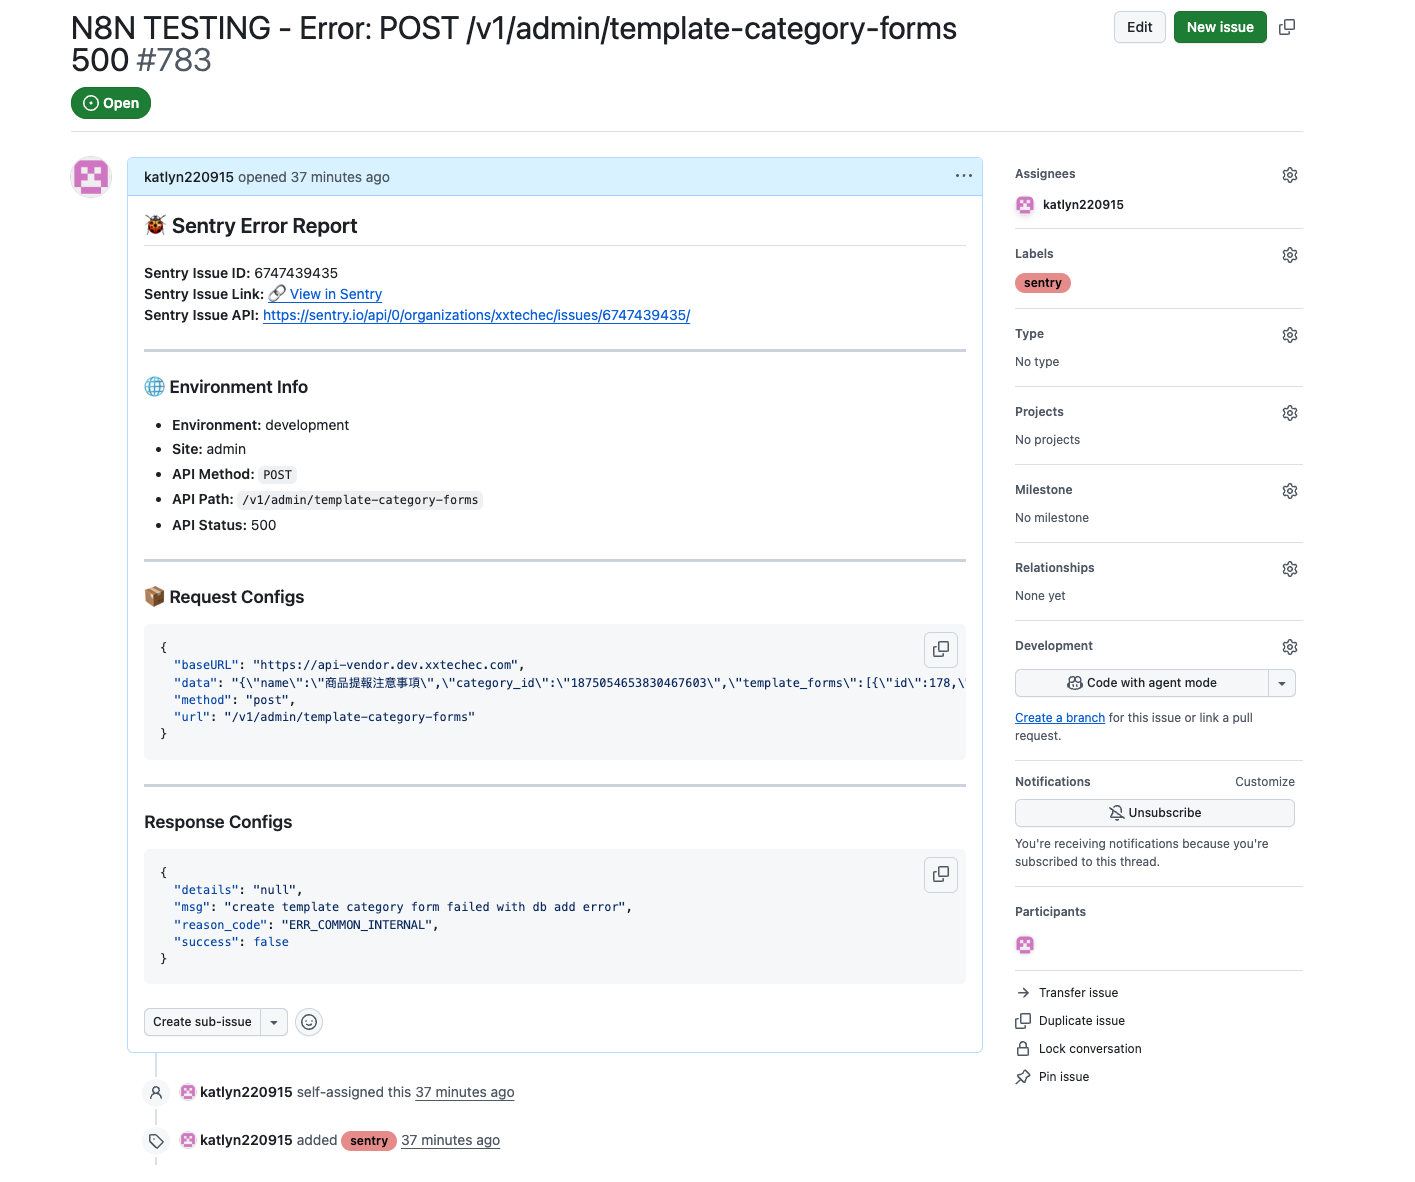 N8N TESTING - Error: POST /v1/admin/template-category-forms
500 #783
Edit
New issue
Open
katlyn220915 opened 37 minutes ago
Sentry Error Report
Sentry Issue ID: 6747439435
Sentry Issue Link: View in Sentry
Sentry Issue API: https://sentry.io/api/0/organizations/xxtechec/issues/6747439435/
Environment Info
Environment: development
Site: admin
API Method: POST
API Path: /v1/admin/template-category-forms
API Status: 500
Request Configs
{
"baseURL": "https://api-vendor.dev.xxtechec.com",
"data": "{\"name\":\"商品提報注意事項\",\"category_id\":\"1875054653830467603\",\"template_forms\":[{\"id\":178,\"
"method": "post",
"url": "/v1/admin/template-category-forms"
}
Response Configs
{
"details": "null",
"msg": "create template category form failed with db add error",
"reason_code": "ERR_COMMON_INTERNAL",
"success": false
}
Create sub-issue
katlyn220915 self-assigned this 37 minutes ago
katlyn220915 added sentry 37 minutes ago
Assignees
katlyn220915
Labels
sentry
Type
No type
Projects
No projects
Milestone
No milestone
Relationships
None yet
Development
Code with agent mode
Create a branch for this issue or link a pull
request.
Notifications
Customize
Unsubscribe
You're receiving notifications because you're
subscribed to this thread.
Participants
Transfer issue
Duplicate issue
Lock conversation
Pin issue